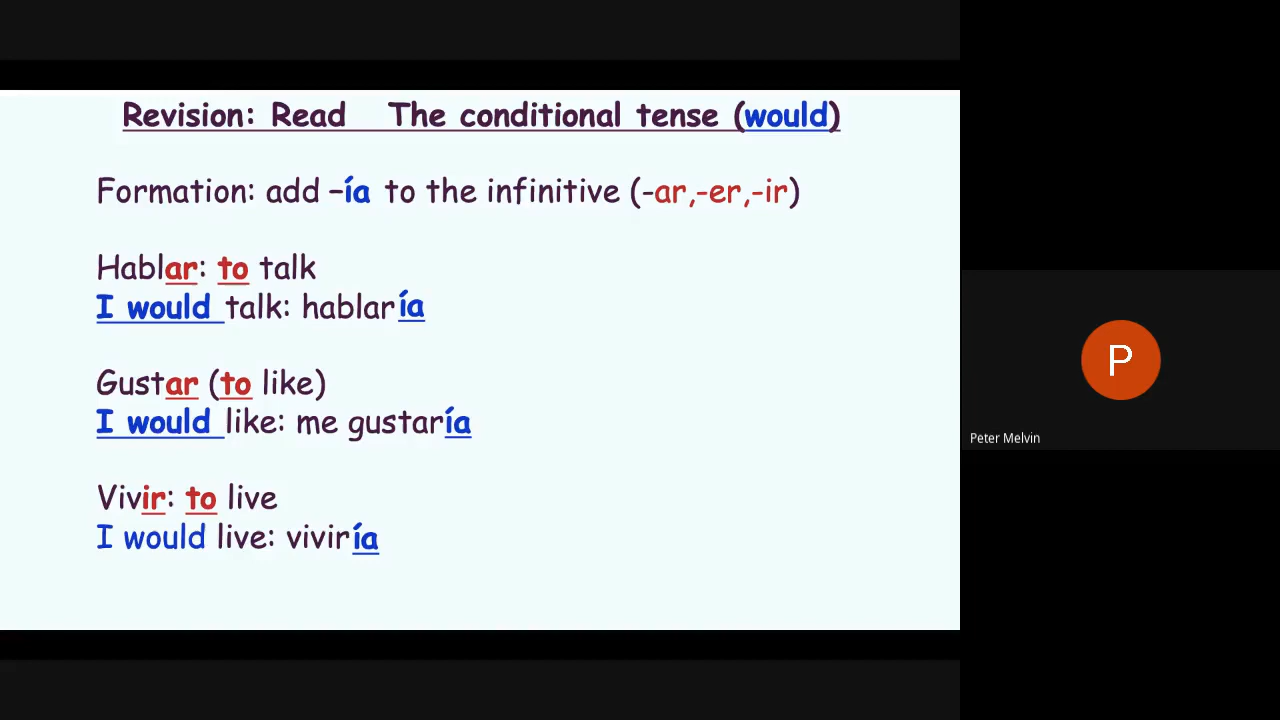 Revision: Read The conditional tense (would)
Formation: add –ía to the infinitive (-ar,-er,-ir)
Hablar: to talk
I would talk: hablaría
Gustar (to like)
I would like: me gustaría
Vivir: to live
I would live: viviría
P
Peter Melvin